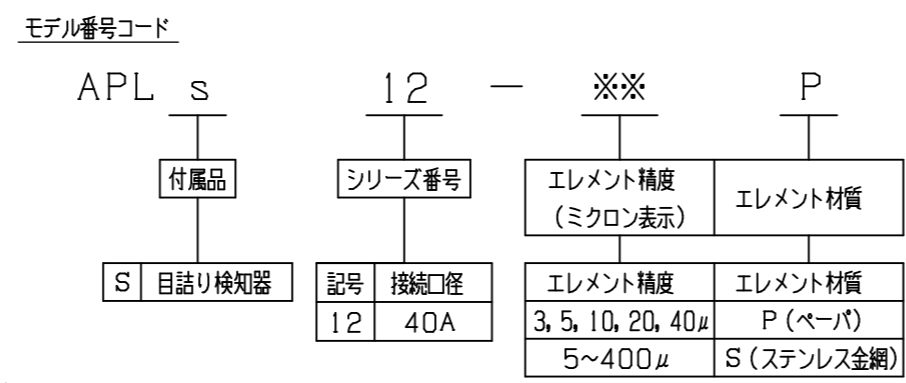 モデル番号コード
APL s 12 - ※※ P
付属品 シリーズ番号 エレメント精度 (ミクロン表示) エレメント材質
S 目詰り検知器 記号 接続口径 エレメント精度 エレメント材質
12 40A 3, 5, 10, 20, 40μ P(ペーパ)
5~400μ S(ステンレス金網)